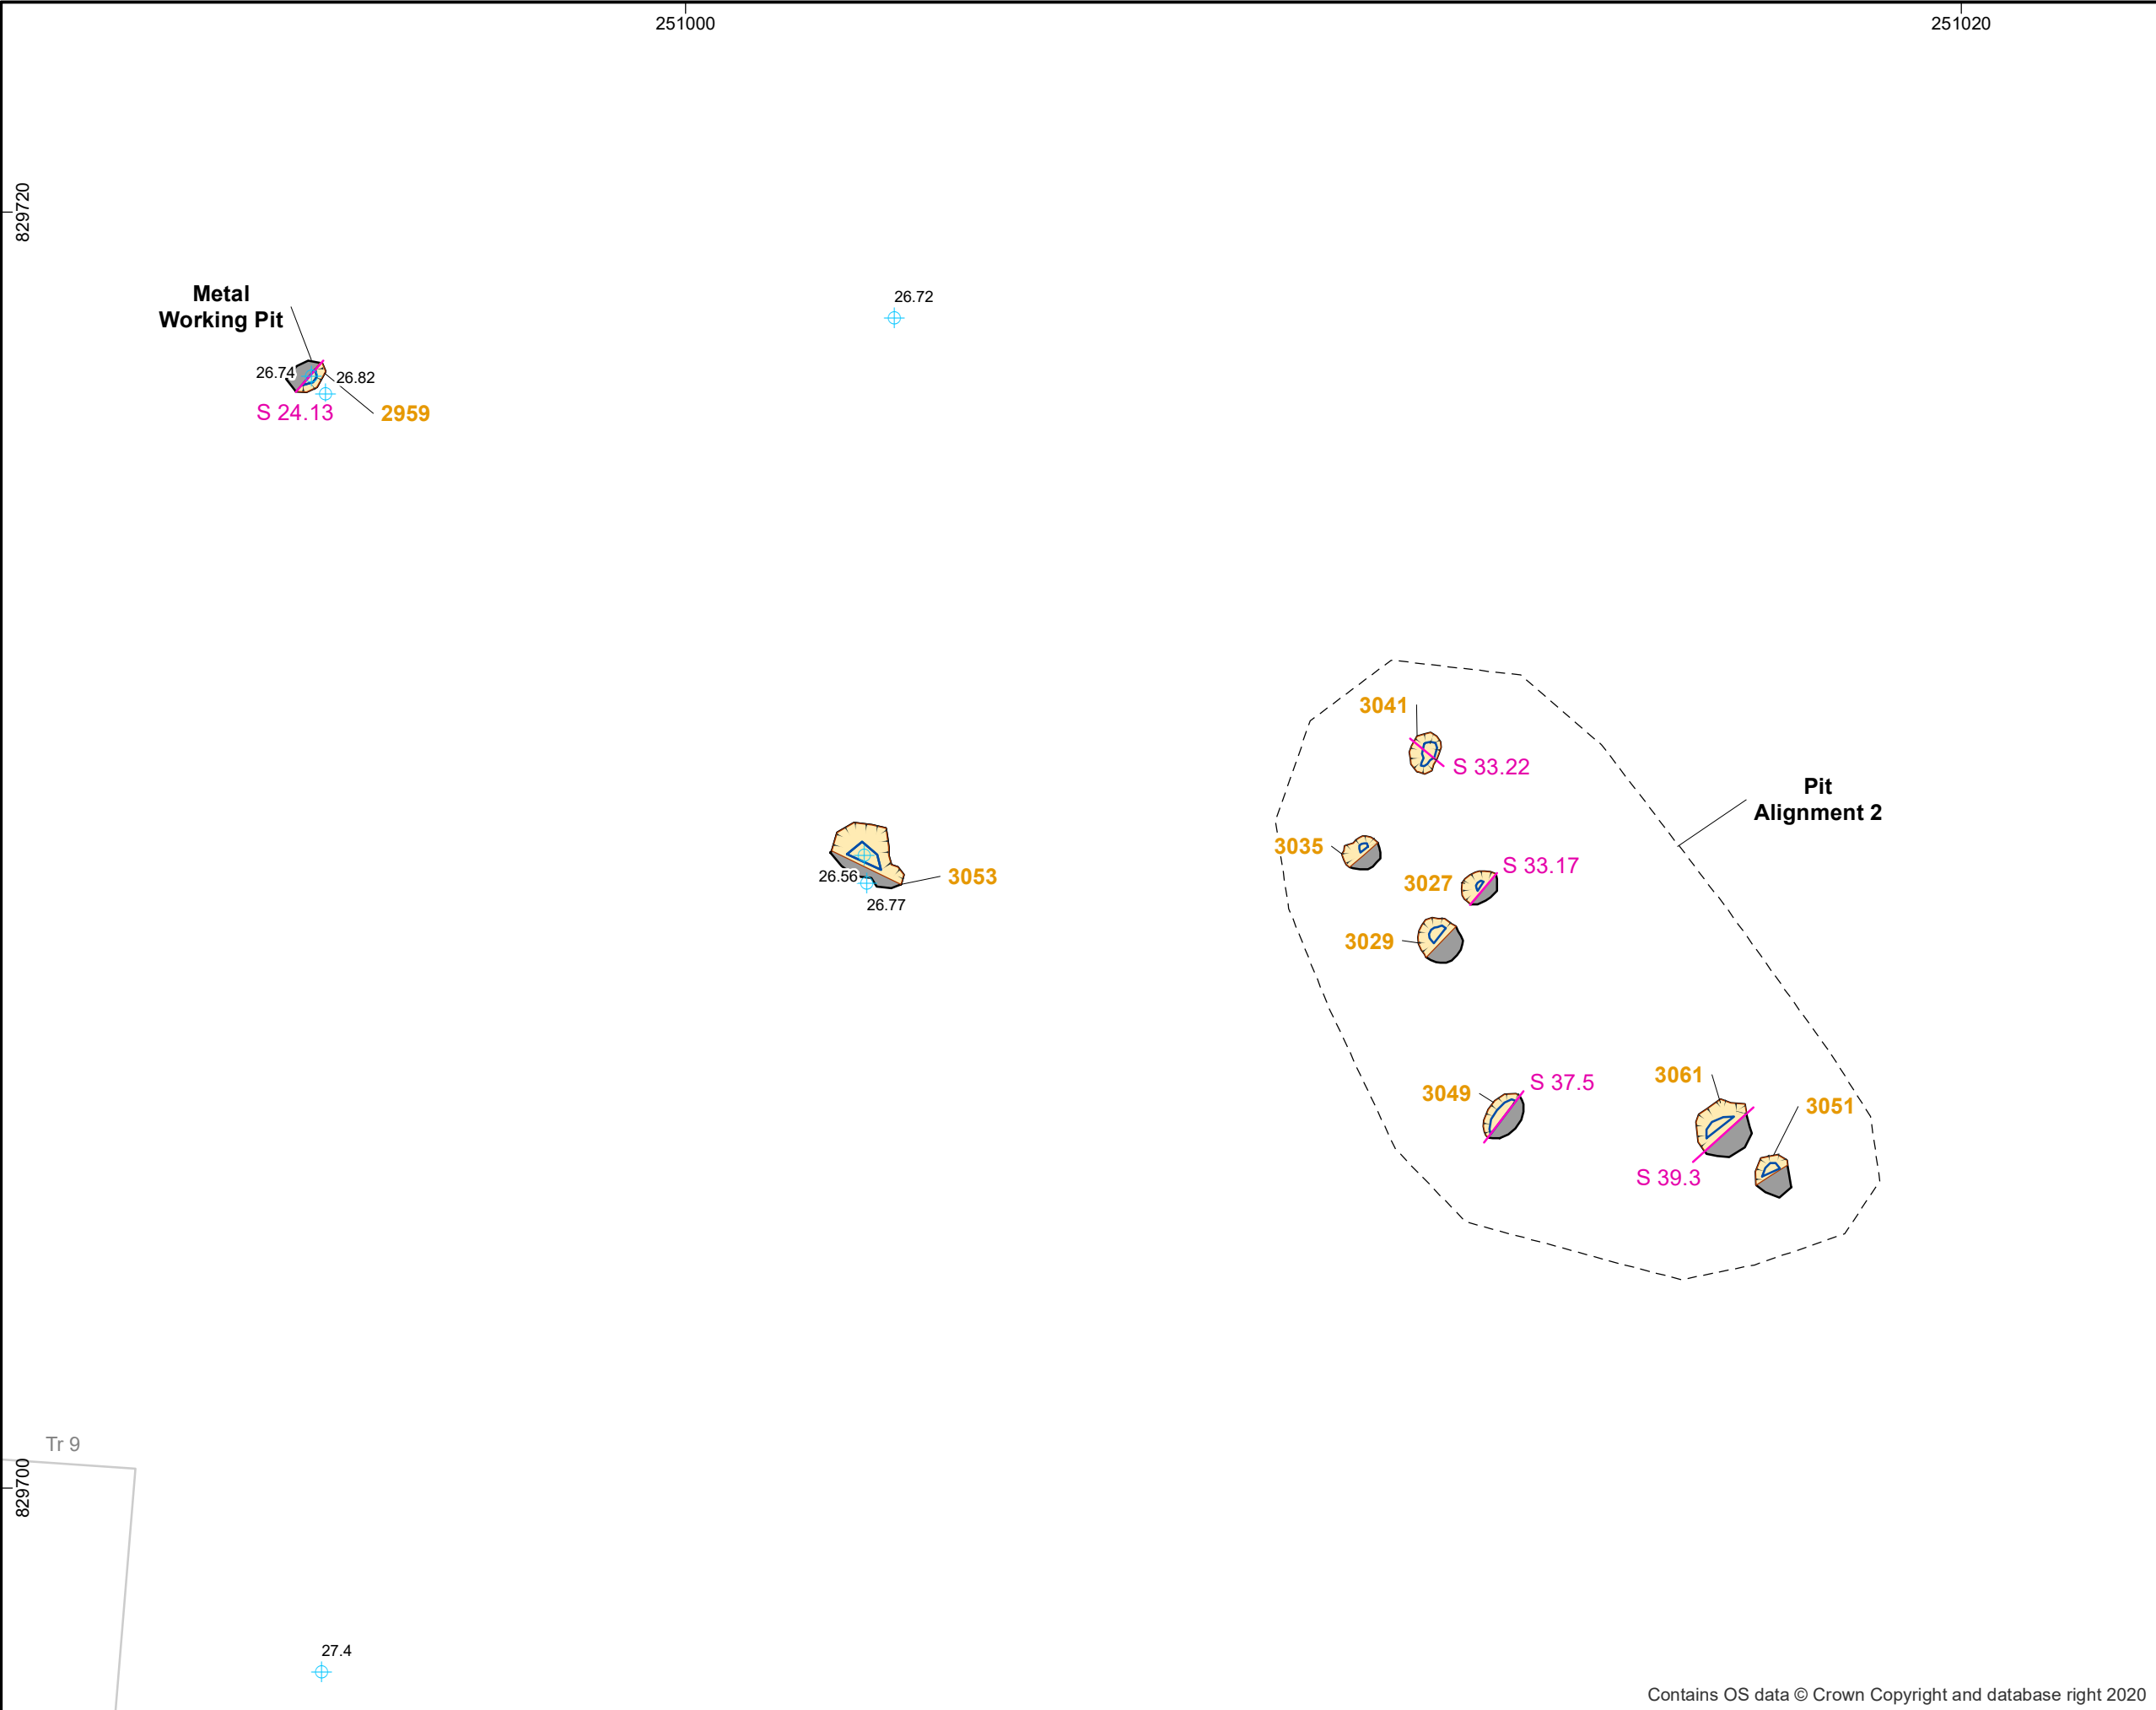 251000
251020
829720
Metal
Working Pit
26.72
26.74
26.82
S 24.13
2959
3041
S 33.22
Pit
Alignment 2
3035
S 33.17
3027
26.56
3053
26.77
3029
3049
S 37.5
3061
3051
S 39.3
Tr 9
829700
27.4
Contains OS data © Crown Copyright and database right 2020